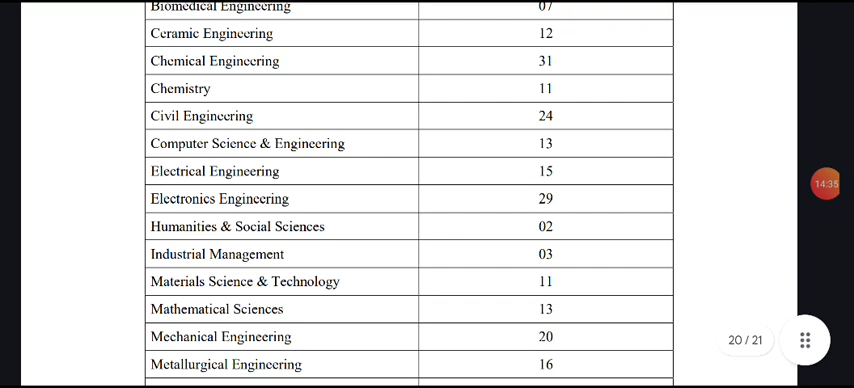 Biomedical Engineering 07
Ceramic Engineering 12
Chemical Engineering 31
Chemistry 11
Civil Engineering 24
Computer Science & Engineering 13
Electrical Engineering 15
Electronics Engineering 29
Humanities & Social Sciences 02
Industrial Management 03
Materials Science & Technology 11
Mathematical Sciences 13
Mechanical Engineering 20
Metallurgical Engineering 16
14:35
20 / 21